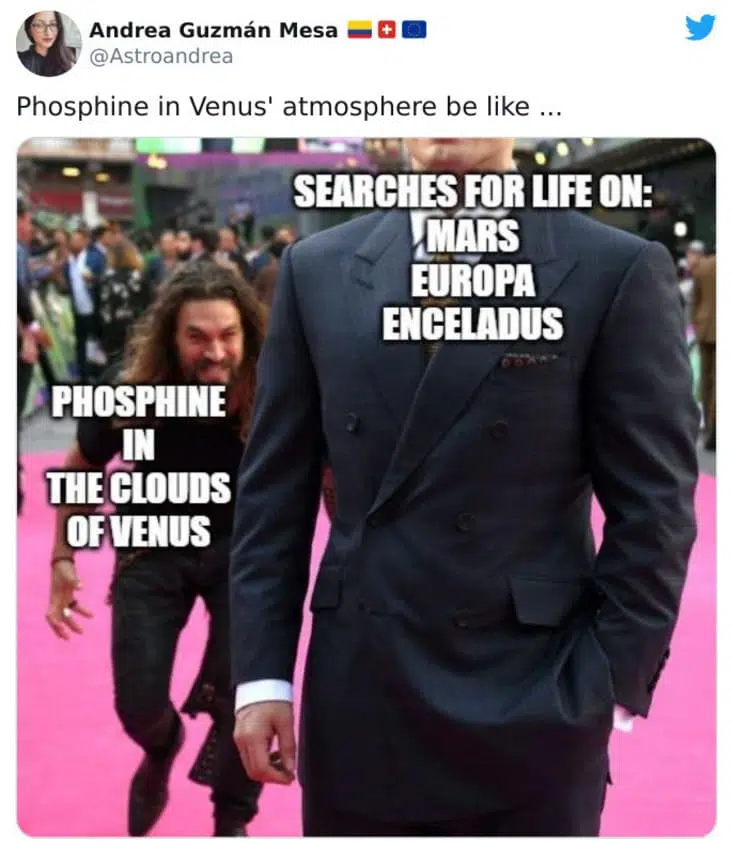 Andrea Guzmán Mesa 🇨🇴🇨🇭🇪🇺
@Astroandrea
Phosphine in Venus' atmosphere be like ...
SEARCHES FOR LIFE ON:
MARS
EUROPA
ENCELADUS
PHOSPHINE
IN
THE CLOUDS
OF VENUS